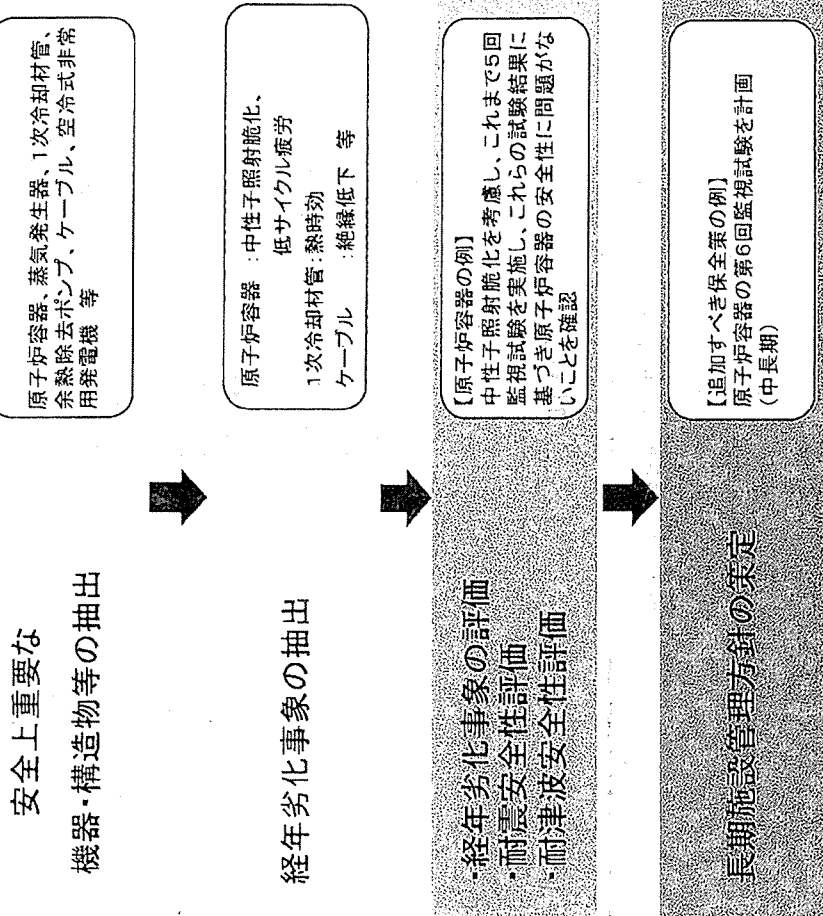 安全上重要な
機器・構造物等の抽出
原子炉容器、蒸気発生器、1次冷却材管、
余熱除去ポンプ、ケーブル、空冷式非常
用発電機 等
経年劣化事象の抽出
原子炉容器 :中性子照射脆化、
低サイクル疲労
1次冷却材管:熱時効
ケーブル :絶縁低下 等
・経年劣化事象の評価
・耐震安全性評価
・耐津波安全性評価
【原子炉容器の例】
中性子照射脆化を考慮し、これまで5回
監視試験を実施し、これらの試験結果に
基づき原子炉容器の安全性に問題がな
いことを確認
長期施設管理方針の策定
【追加すべき保全策の例】
原子炉容器の第6回監視試験を計画
(中長期)